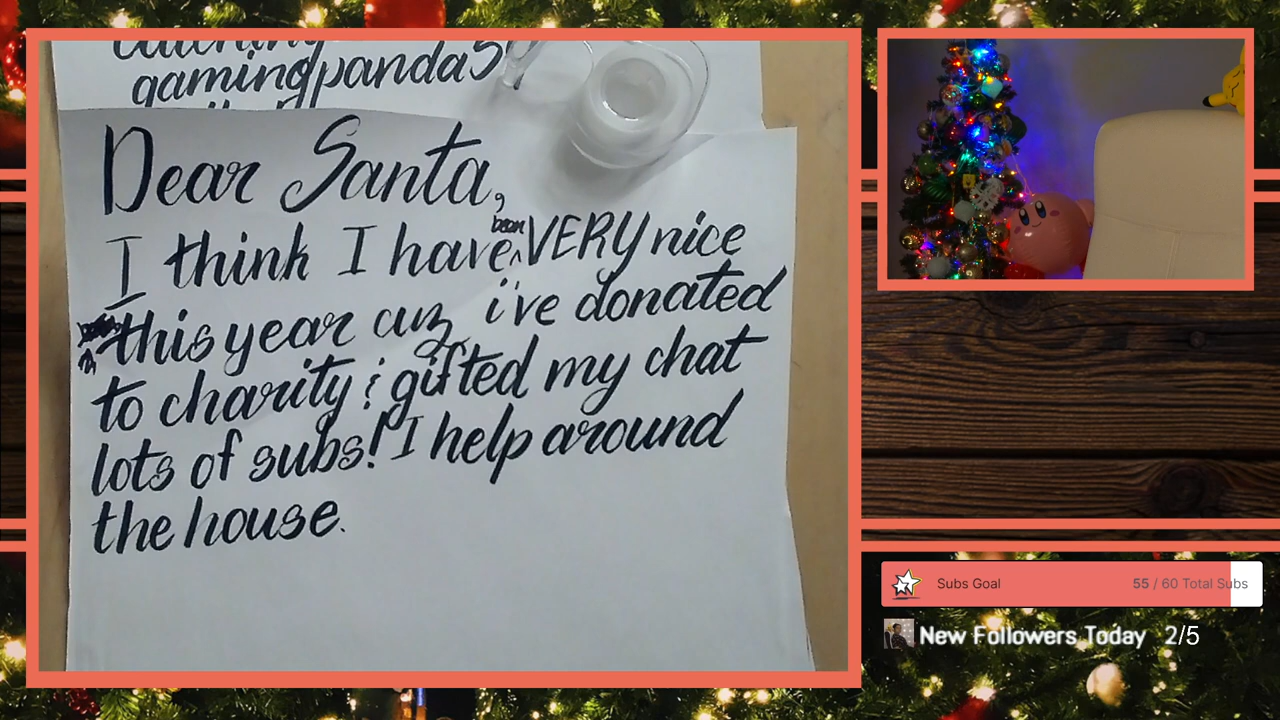 gamingpanda5
Dear Santa,
I think I have been VERY nice
this year cuz i've donated
to charity & gifted my chat
lots of subs! I help around
the house.
Subs Goal 55 / 60 Total Subs
New Followers Today 2/5